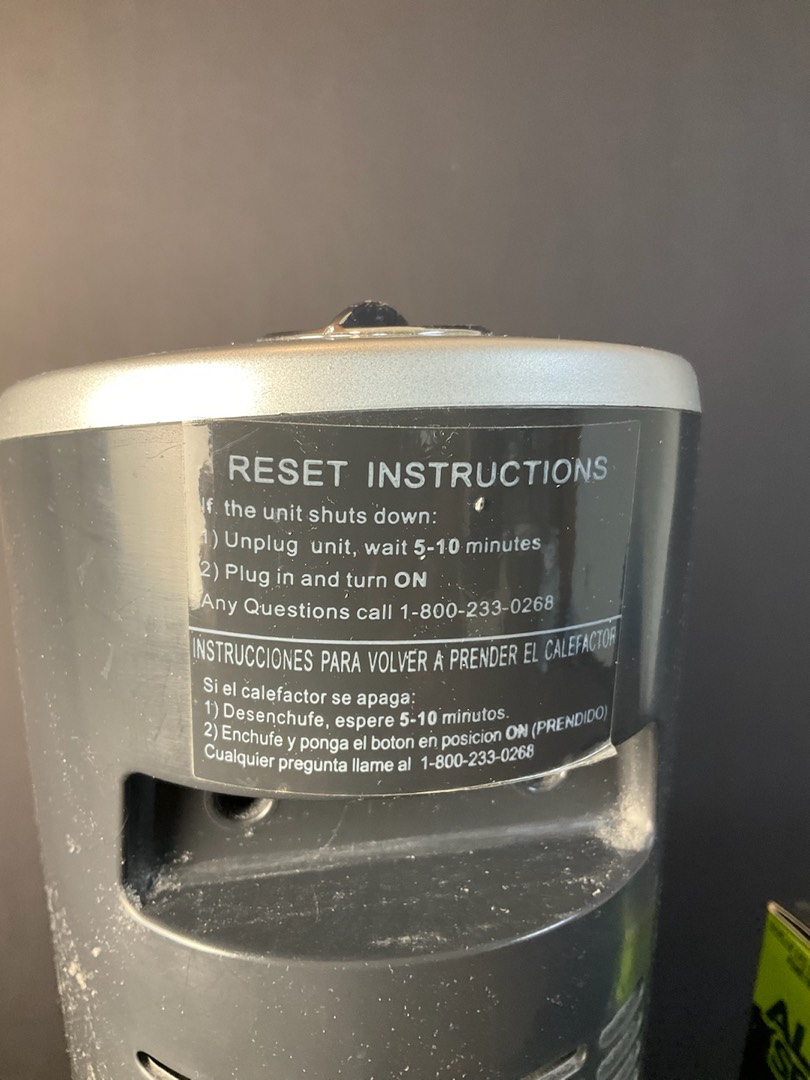 RESET INSTRUCTIONS
If the unit shuts down:
1) Unplug unit, wait 5-10 minutes
2) Plug in and turn ON
Any Questions call 1-800-233-0268
INSTRUCCIONES PARA VOLVER A PRENDER EL CALEFACTOR
Si el calefactor se apaga:
1) Desenchufe, espere 5-10 minutos.
2) Enchufe y ponga el boton en posicion ON (PRENDIDO)
Cualquier pregunta llame al 1-800-233-0268